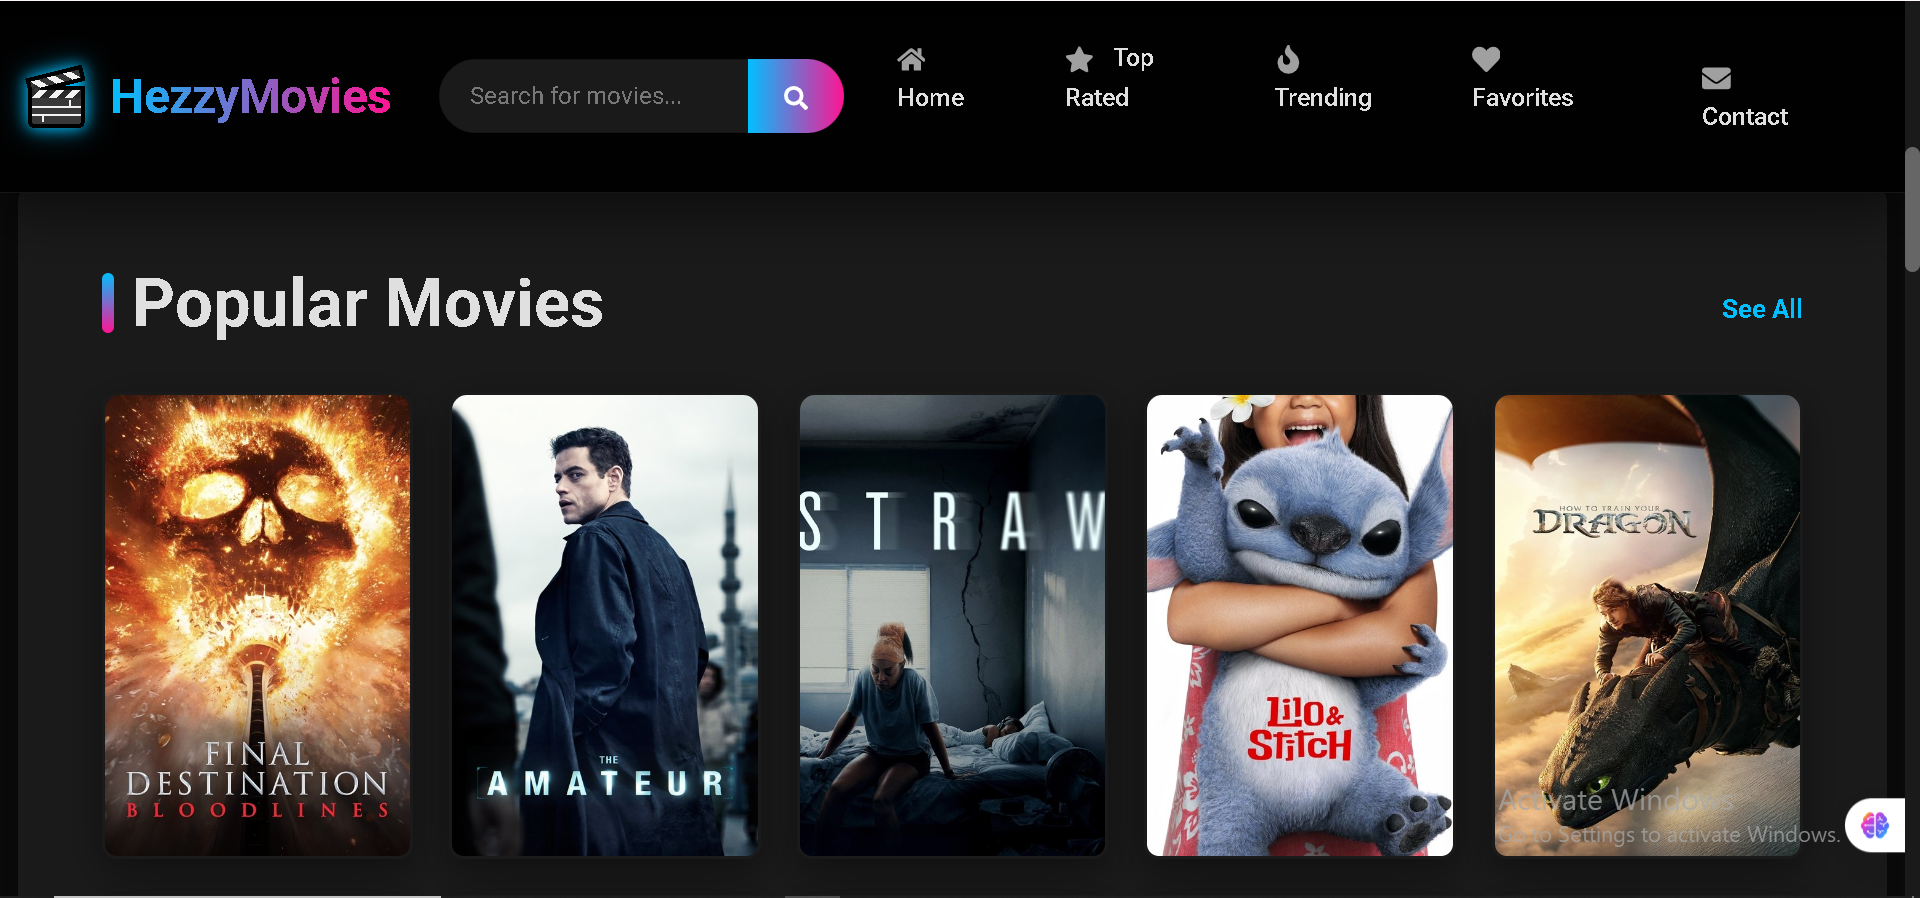 HezzyMovies
Search for movies...
Home
Top
Rated
Trending
Favorites
Contact
Popular Movies
See All
FINAL
DESTINATION
BLOODLINES
THE
AMATEUR
STRAW
Lilo &
Stitch
HOW TO TRAIN YOUR
DRAGON
Activate Windows
Go to Settings to activate Windows.